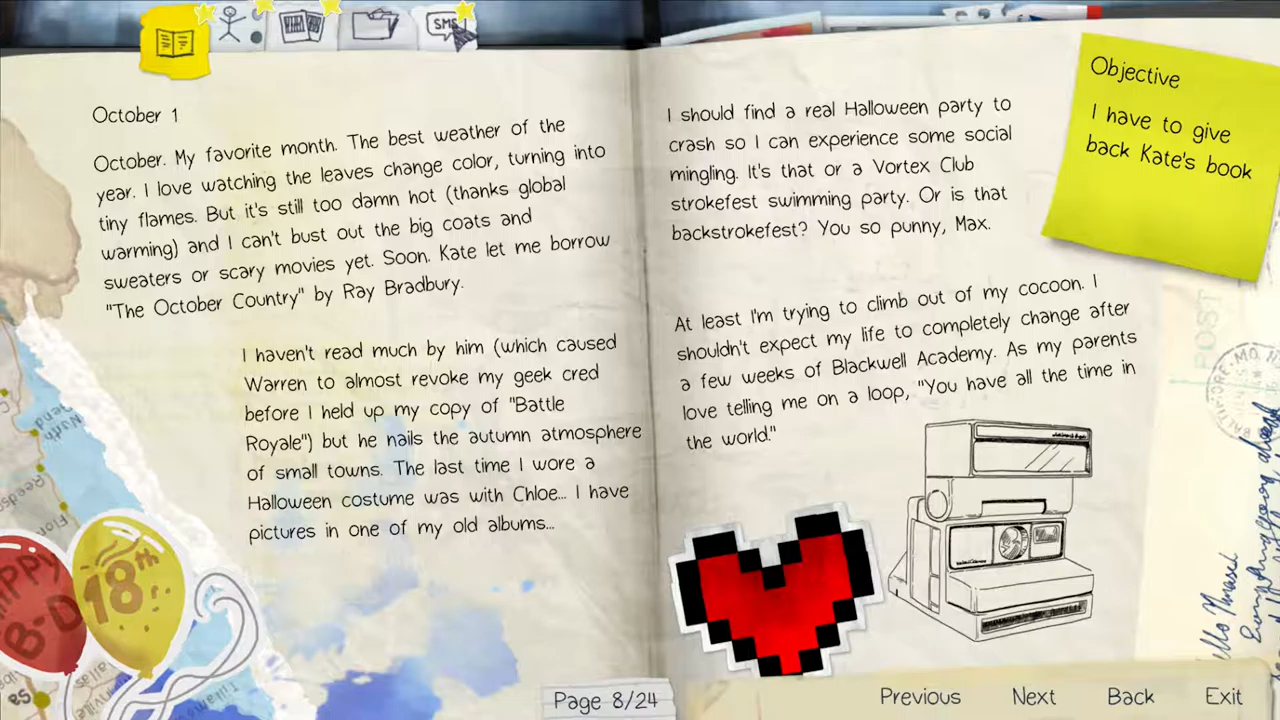 SMS
October 1
October. My favorite month. The best weather of the
year. I love watching the leaves change color, turning into
tiny flames. But it's still too damn hot (thanks global
warming) and I can't bust out the big coats and
sweaters or scary movies yet. Soon. Kate let me borrow
"The October Country" by Ray Bradbury.
I haven't read much by him (which caused
Warren to almost revoke my geek cred
before I held up my copy of "Battle
Royale") but he nails the autumn atmosphere
of small towns. The last time I wore a
Halloween costume was with Chloe... I have
pictures in one of my old albums...
I should find a real Halloween party to
crash so I can experience some social
mingling. It's that or a Vortex Club
strokefest swimming party. Or is that
backstrokefest? You so punny, Max.
At least I'm trying to climb out of my cocoon. I
shouldn't expect my life to completely change after
a few weeks of Blackwell Academy. As my parents
love telling me on a loop, "You have all the time in
the world."
Objective
I have to give
back Kate's book
POST
18th
B-D
North
Bend
Page 8/24
Previous
Next
Back
Exit